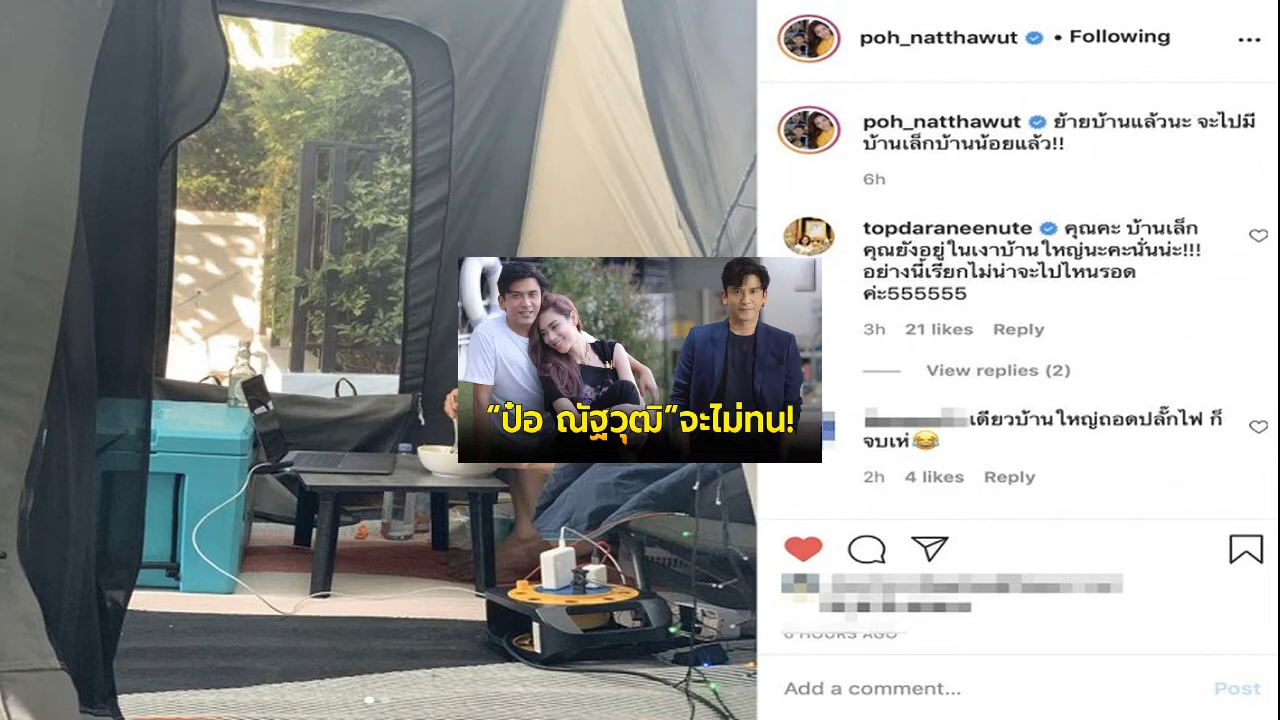 poh_natthawut • Following
poh_natthawut ย้ายบ้านแล้วนะ จะไปมี
บ้านเล็กบ้านน้อยแล้ว!!
6h
topdaraneenute คุณคะ บ้านเล็ก
คุณยังอยู่ในเงาบ้านใหญ่นะคะนั่นน่ะ!!!
อย่างนี้เรียกไม่น่าจะไปไหนรอด
ค่ะ555555
3h 21 likes Reply
View replies (2)
เดียวบ้านใหญ่ถอดปลั๊กไฟ ก็
จบเห่😂
2h 4 likes Reply
"ป๋อ ณัฐวุฒิ"จะไม่ทน!
6 HOURS AGO
Add a comment... Post